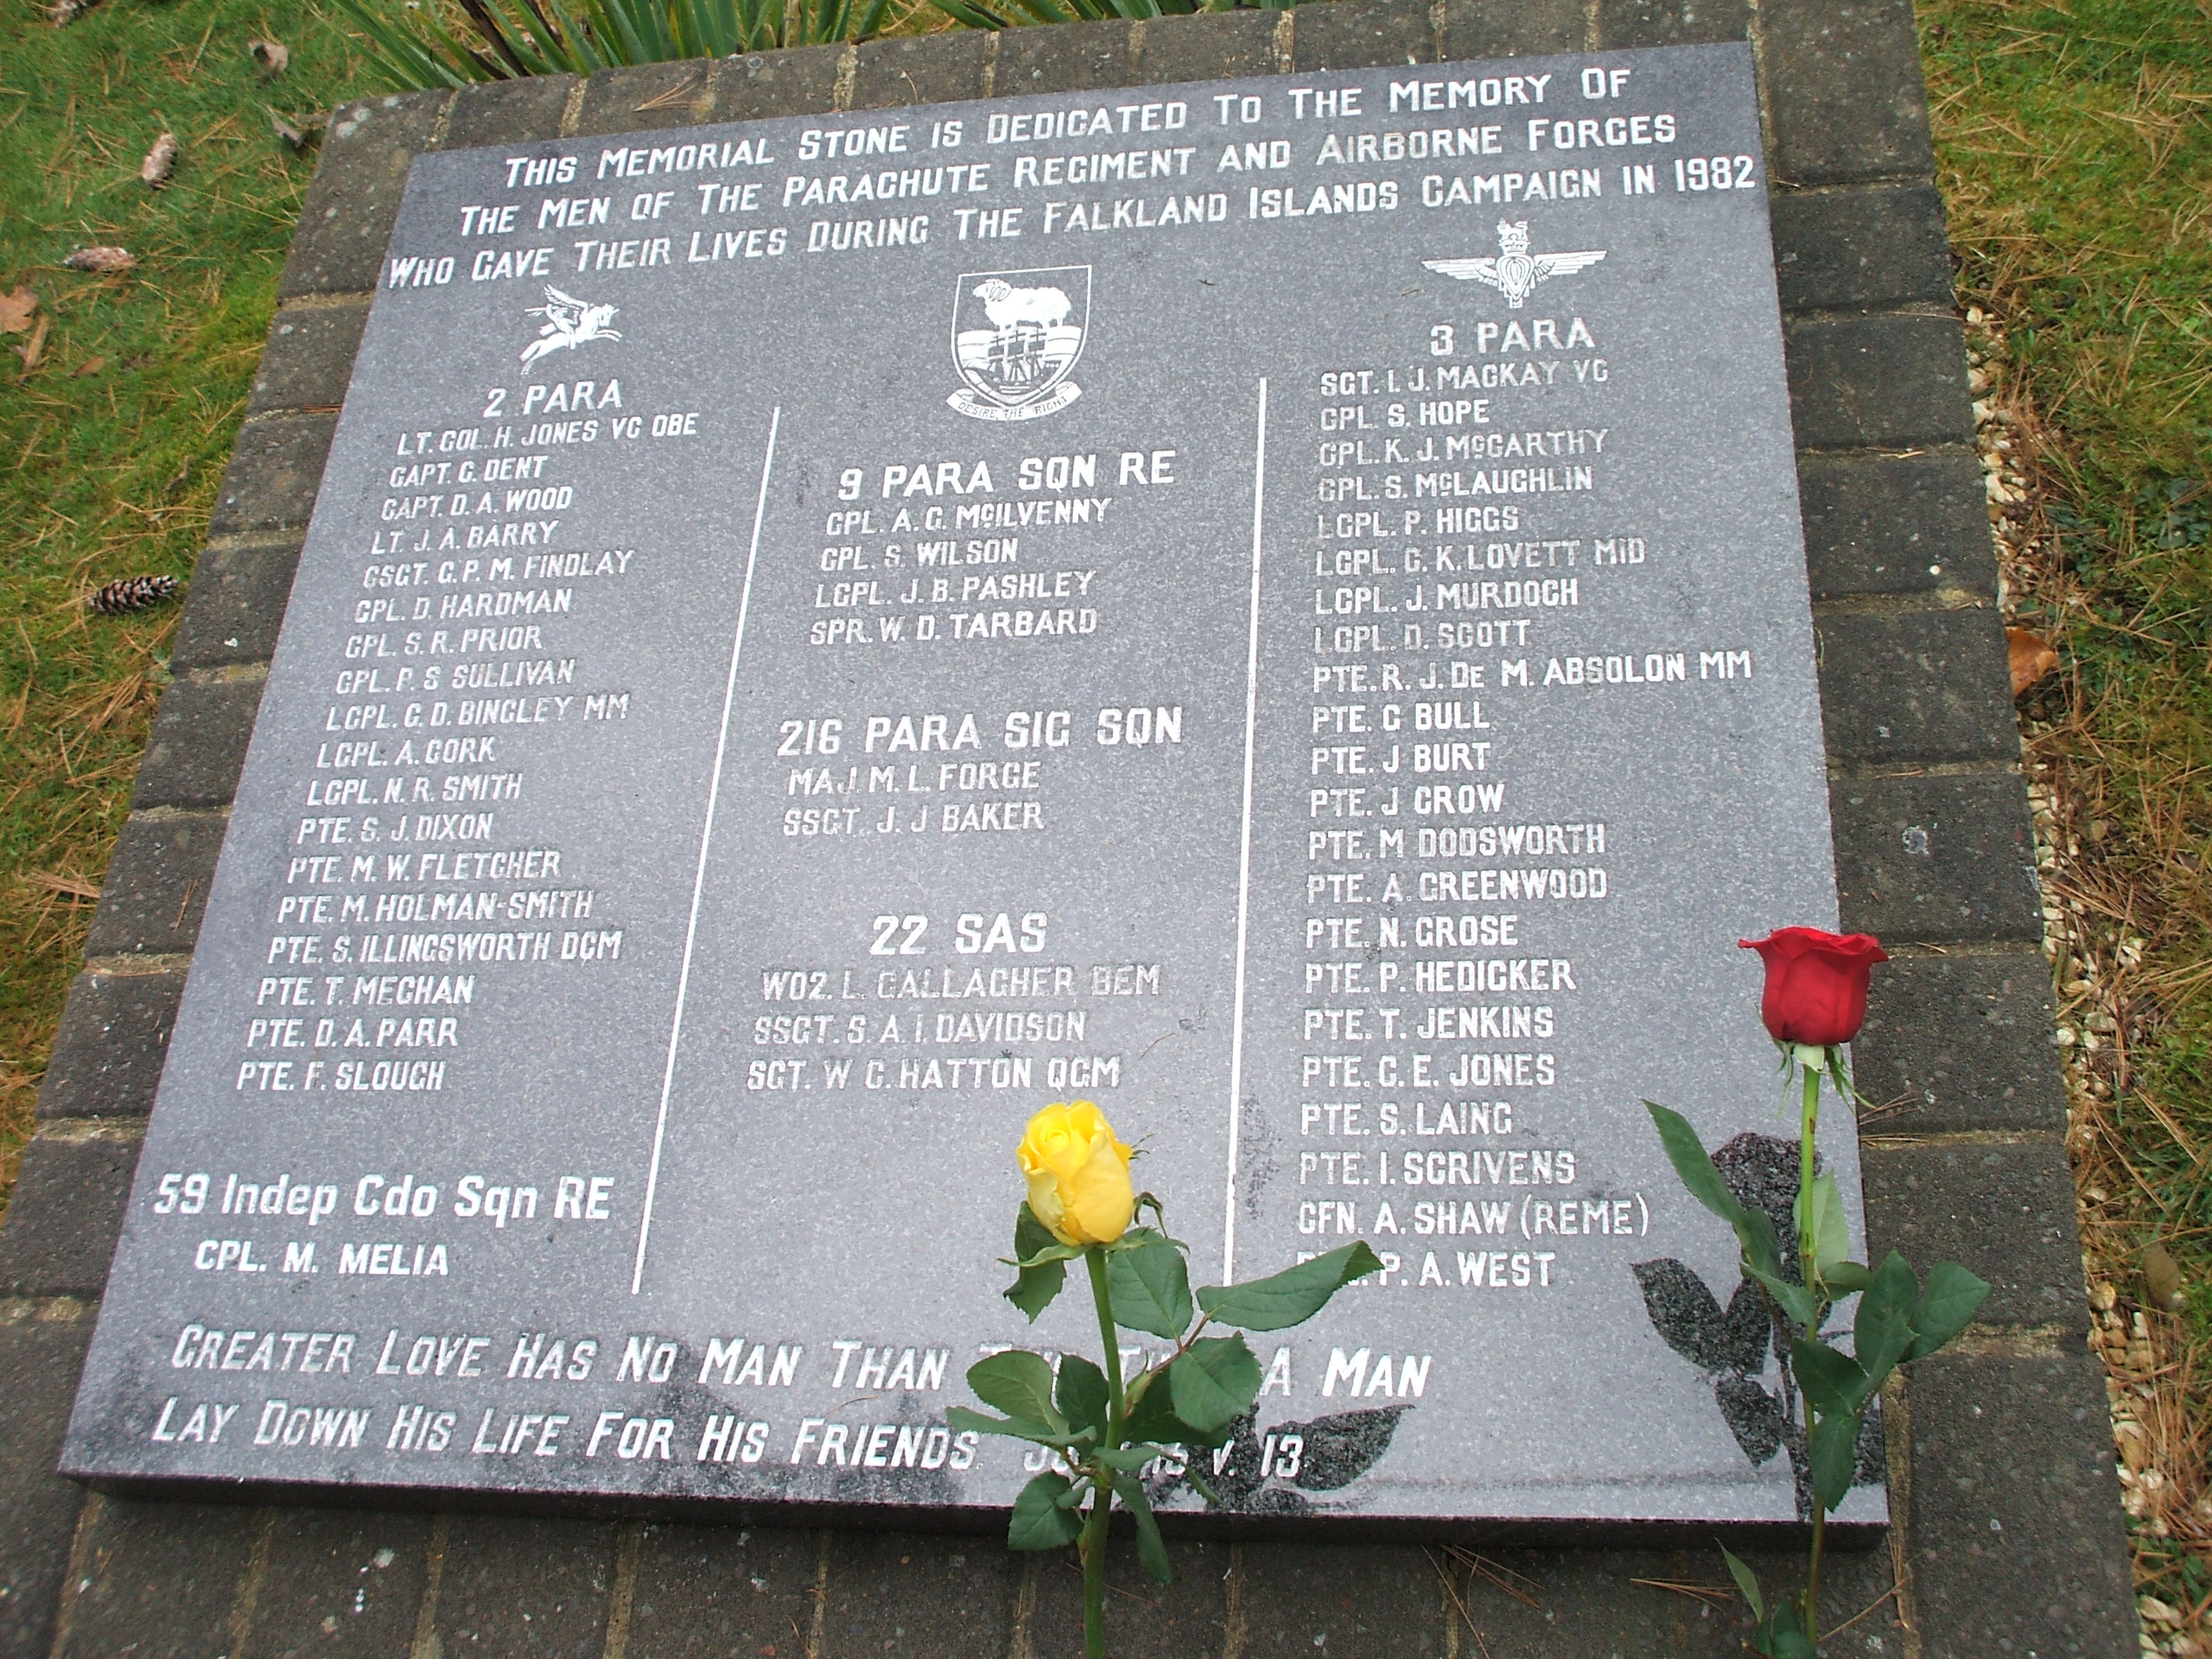 THIS MEMORIAL STONE IS DEDICATED TO THE MEMORY OF
THE MEN OF THE PARACHUTE REGIMENT AND AIRBORNE FORCES
WHO GAVE THEIR LIVES DURING THE FALKLAND ISLANDS CAMPAIGN IN 1982
2 PARA
LT. COL. H. JONES VC OBE
CAPT. C. DENT
CAPT. D. A. WOOD
LT. J. A. BARRY
CSGT. G. P. M. FINDLAY
CPL. D. HARDMAN
CPL. S. R. PRIOR
CPL. P. S SULLIVAN
LCPL. G. D. BINGLEY MM
LCPL. A. CORK
LCPL. N. R. SMITH
PTE. S. J. DIXON
PTE. M. W. FLETCHER
PTE. M. HOLMAN-SMITH
PTE. S. ILLINGSWORTH DCM
PTE. T. MECHAN
PTE. D. A. PARR
PTE. F. SLOUGH
59 Indep Cdo Sqn RE
CPL. M. MELIA
DESIRE THE RIGHT
9 PARA SQN RE
CPL. A. G. McILVENNY
CPL. S. WILSON
LCPL. J. B. PASHLEY
SPR. W. D. TARBARD
216 PARA SIG SQN
MAJ. M. L. FORGE
SSGT. J. J BAKER
22 SAS
WO2. L. GALLAGHER BEM
SSGT. S. A. I. DAVIDSON
SGT. W C. HATTON QGM
3 PARA
SGT. I. J. MACKAY VC
CPL. S. HOPE
CPL. K. J. McCARTHY
CPL. S. McLAUGHLIN
LCPL. P. HIGGS
LCPL. C. K. LOVETT MID
LCPL. J. MURDOCH
LCPL. D. SCOTT
PTE. R. J. DE M. ABSOLON MM
PTE. G BULL
PTE. J BURT
PTE. J CROW
PTE. M DODSWORTH
PTE. A. GREENWOOD
PTE. N. GROSE
PTE. P. HEDICKER
PTE. T. JENKINS
PTE. C. E. JONES
PTE. S. LAING
PTE. I. SCRIVENS
CFN. A. SHAW (REME)
P. A. WEST
GREATER LOVE HAS NO MAN THAN A MAN
LAY DOWN HIS LIFE FOR HIS FRIENDS. v. 13